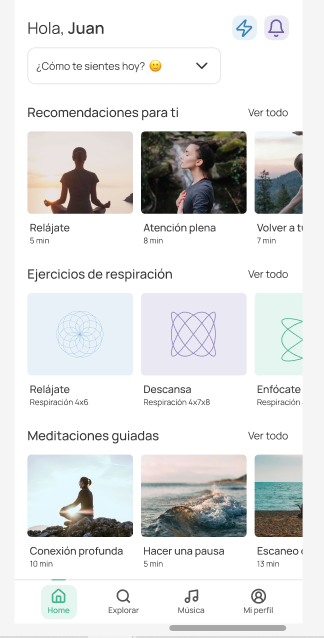 Hola, Juan
¿Cómo te sientes hoy?
Recomendaciones para ti Ver todo
Relájate Atención plena Volver a
5 min 8 min 7 min
Ejercicios de respiración Ver todo
Relájate Descansa Enfócate
Respiración 4x6 Respiración 4x7x8 Respiración
Meditaciones guiadas Ver todo
Conexión profunda Hacer una pausa Escaneo
10 min 5 min 13 min
Home Explorar Música Mi perfil